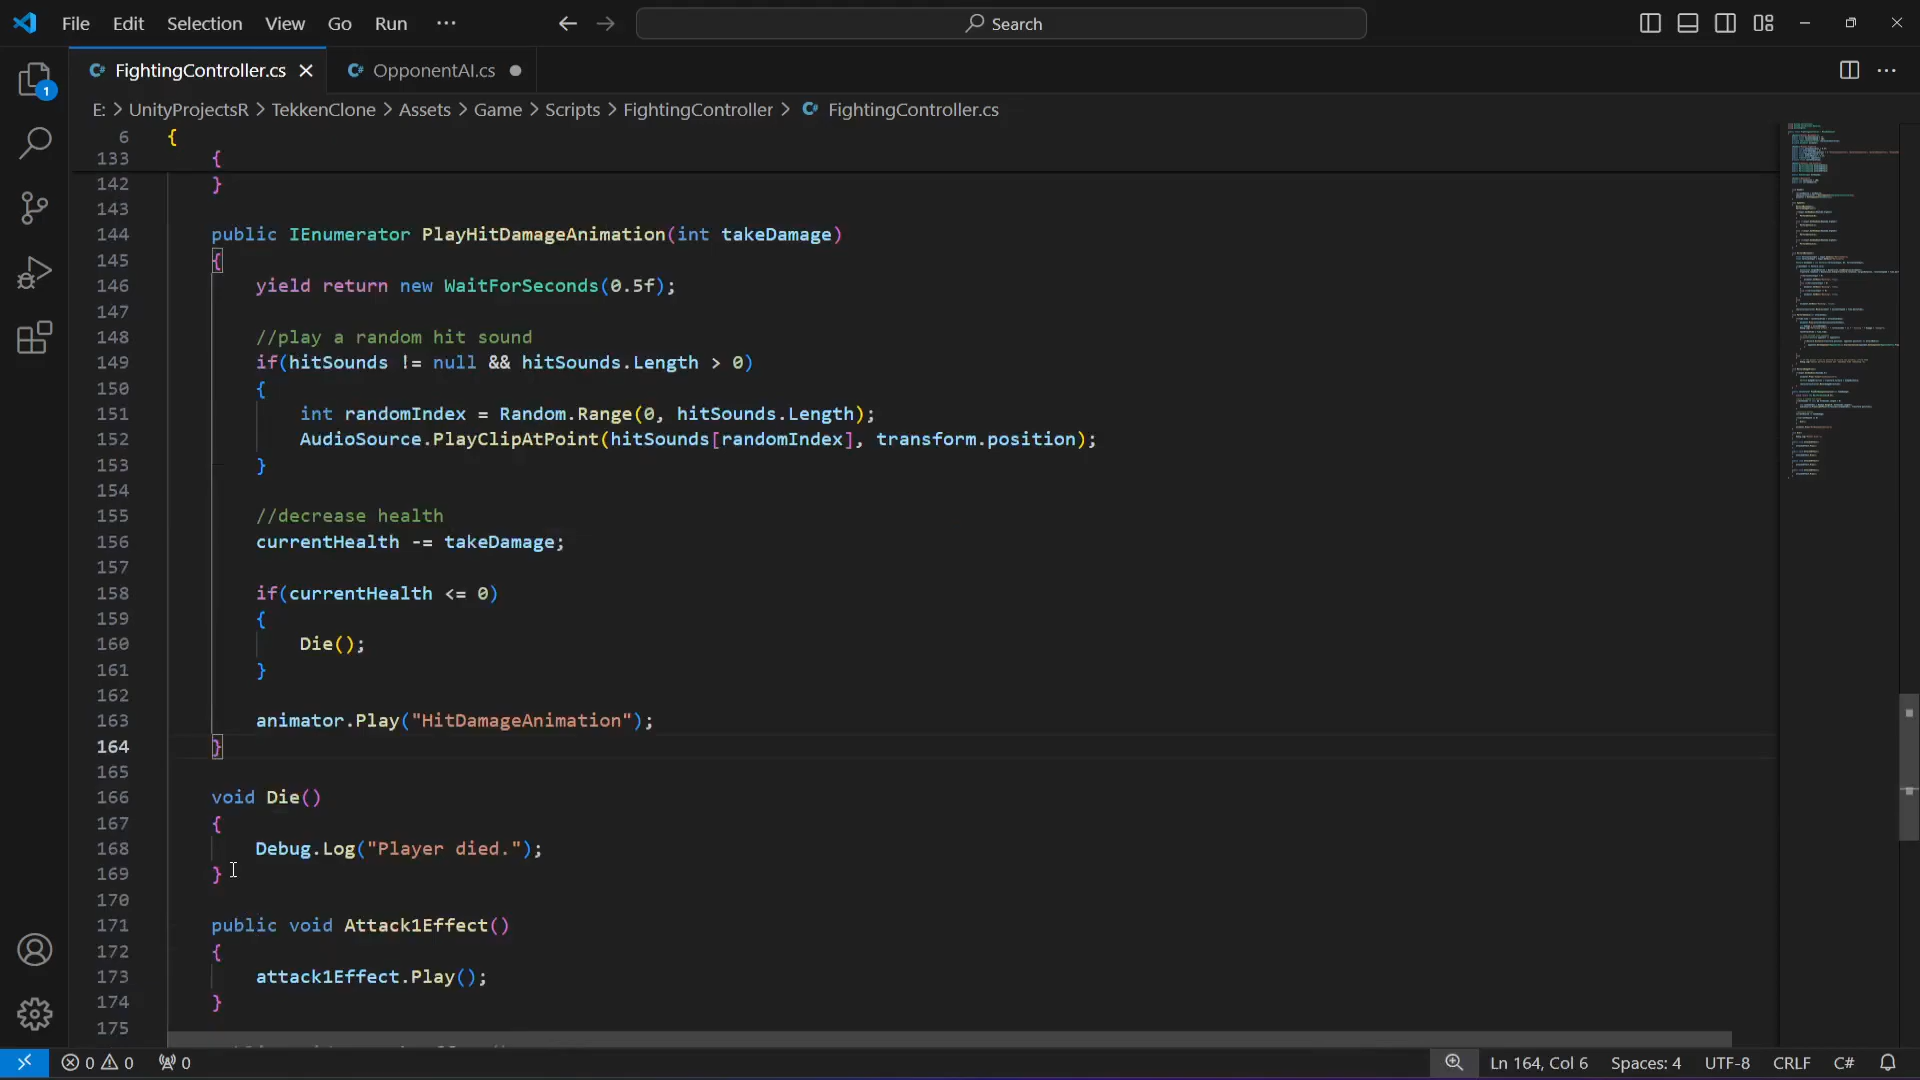 File Edit Selection View Go Run ··· Search
FightingController.cs OpponentAI.cs
E: > UnityProjectsR > TekkenClone > Assets > Game > Scripts > FightingController > FightingController.cs
6 {
133 {
142 }
143
144 public IEnumerator PlayHitDamageAnimation(int takeDamage)
145 {
146 yield return new WaitForSeconds(0.5f);
147
148 //play a random hit sound
149 if(hitSounds != null && hitSounds.Length > 0)
150 {
151 int randomIndex = Random.Range(0, hitSounds.Length);
152 AudioSource.PlayClipAtPoint(hitSounds[randomIndex], transform.position);
153 }
154
155 //decrease health
156 currentHealth -= takeDamage;
157
158 if(currentHealth <= 0)
159 {
160 Die();
161 }
162
163 animator.Play("HitDamageAnimation");
164 }
165
166 void Die()
167 {
168 Debug.Log("Player died.");
169 }
170
171 public void Attack1Effect()
172 {
173 attack1Effect.Play();
174 }
175
1
0 0 0 Ln 164, Col 6 Spaces: 4 UTF-8 CRLF C#